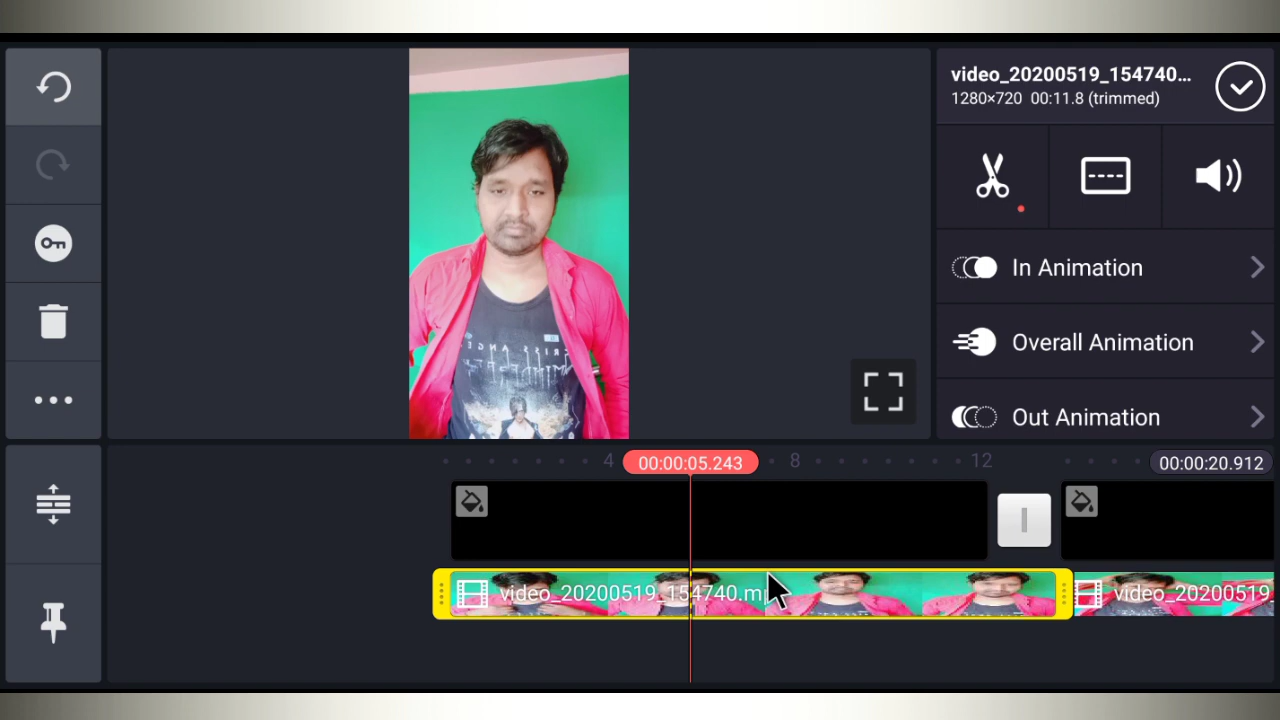 video_20200519_154740...
1280×720 00:11.8 (trimmed)
In Animation
Overall Animation
Out Animation
4
00:00:05.243
8
12
00:00:20.912
video_20200519_154740.m
video_20200519